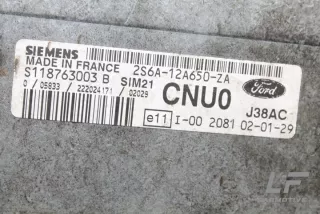 SIEMENS
MADE IN FRANCE 2S6A-12A650-ZA
S118763003 B SIM21 CNU0 Ford
0 / 05833 / 222024171 / 02029 J38AC
e11 I-00 2081 02-01-29
LF